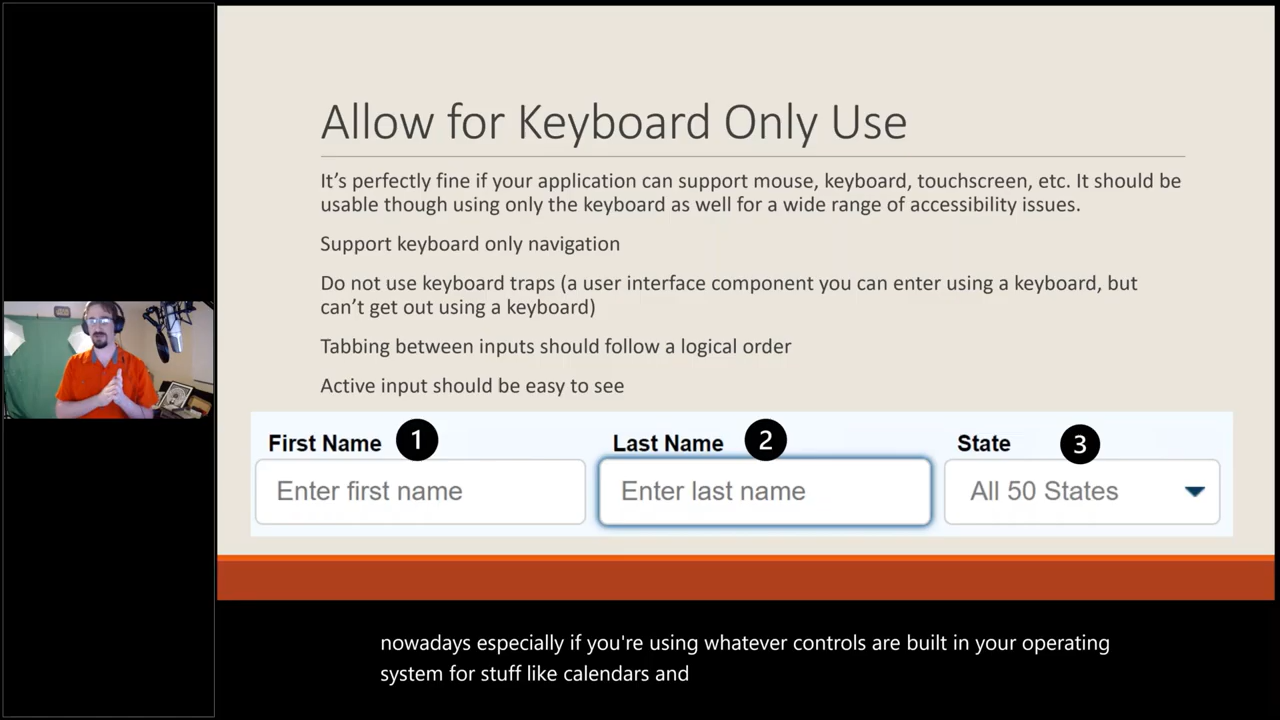 Allow for Keyboard Only Use
It’s perfectly fine if your application can support mouse, keyboard, touchscreen, etc. It should be
usable though using only the keyboard as well for a wide range of accessibility issues.
Support keyboard only navigation
Do not use keyboard traps (a user interface component you can enter using a keyboard, but
can’t get out using a keyboard)
Tabbing between inputs should follow a logical order
Active input should be easy to see
First Name 1 Last Name 2 State 3
Enter first name Enter last name All 50 States
nowadays especially if you're using whatever controls are built in your operating
system for stuff like calendars and